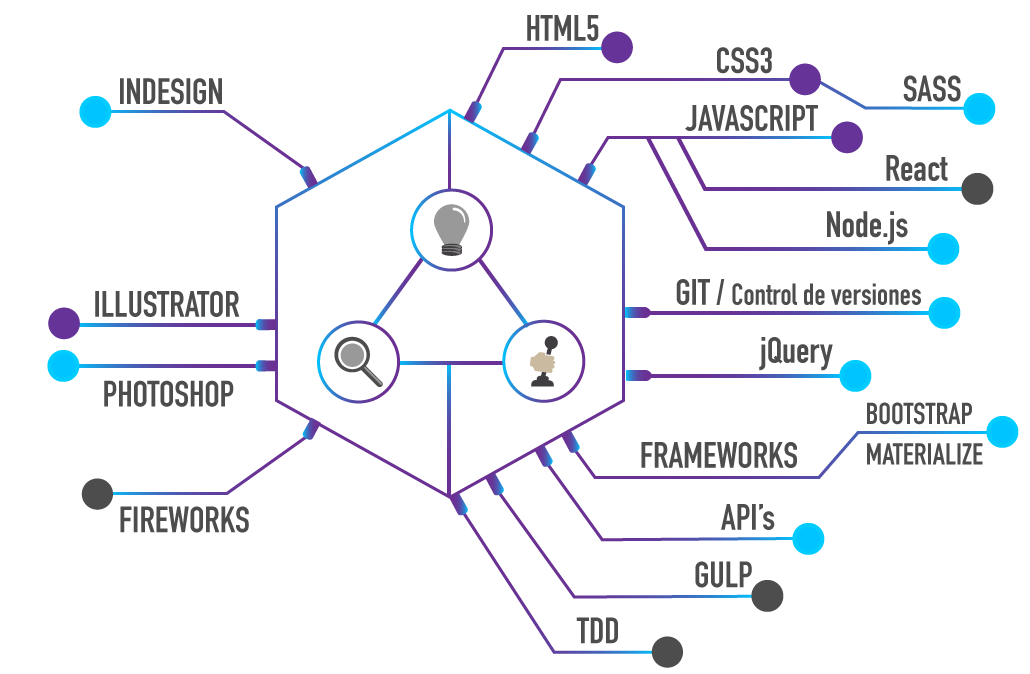 HTML5
CSS3
SASS
INDESIGN
JAVASCRIPT
React
Node.js
GIT / Control de versiones
ILLUSTRATOR
jQuery
PHOTOSHOP
BOOTSTRAP
FRAMEWORKS
MATERIALIZE
FIREWORKS
API's
GULP
TDD